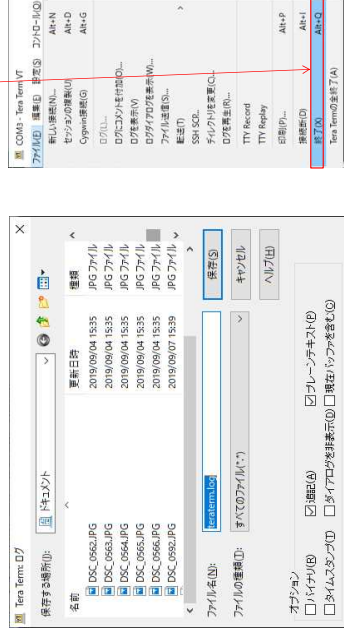 COM3 - Tera Term VT
ファイル(F) 編集(E) 設定(S) コントロール(O)
新しい接続(N)... Alt+N
セッションの複製(U) Alt+D
Cygwin接続(G) Alt+G
ログ(L)...
ログにコメントを付加(O)...
ログを表示(V)
ログダイアログを表示(W)...
ファイル送信(S)...
転送(T)
SSH SCP...
ディレクトリを変更(C)...
ログを再生(R)...
TTY Record
TTY Replay
印刷(P)... Alt+P
接続断(D) Alt+I
終了(X) Alt+Q
Tera Termの全終了(A)
Tera Term: ログ
保存する場所(I): ドキュメント
名前 更新日時 種類
DSC_0562.JPG 2019/09/04 15:35 JPG ファイル
DSC_0563.JPG 2019/09/04 15:35 JPG ファイル
DSC_0564.JPG 2019/09/04 15:35 JPG ファイル
DSC_0565.JPG 2019/09/04 15:35 JPG ファイル
DSC_0566.JPG 2019/09/04 15:35 JPG ファイル
DSC_0592.JPG 2019/09/07 15:39 JPG ファイル
ファイル名(N): teraterm.log 保存(S)
ファイルの種類(T): すべてのファイル(*.*) キャンセル
ヘルプ(H)
オプション
バイナリ(R) 追記(A) プレーンテキスト(P)
タイムスタンプ(T) ダイアログを非表示(D) 現在バッファを含む(O)